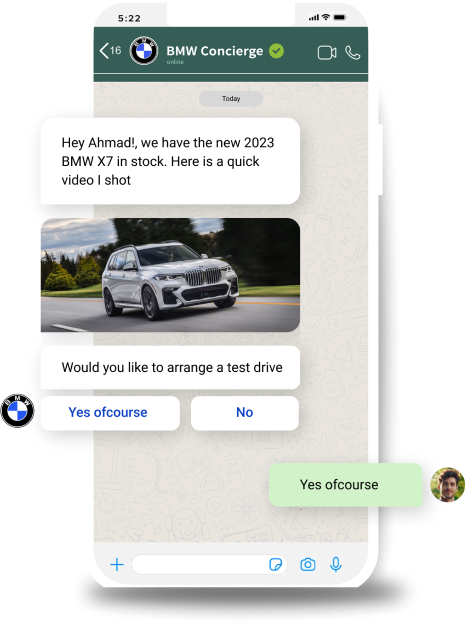 5:22
16
BMW Concierge
online
Today
Hey Ahmad!, we have the new 2023
BMW X7 in stock. Here is a quick
video I shot
Would you like to arrange a test drive
BMW
Yes ofcourse
No
Yes ofcourse